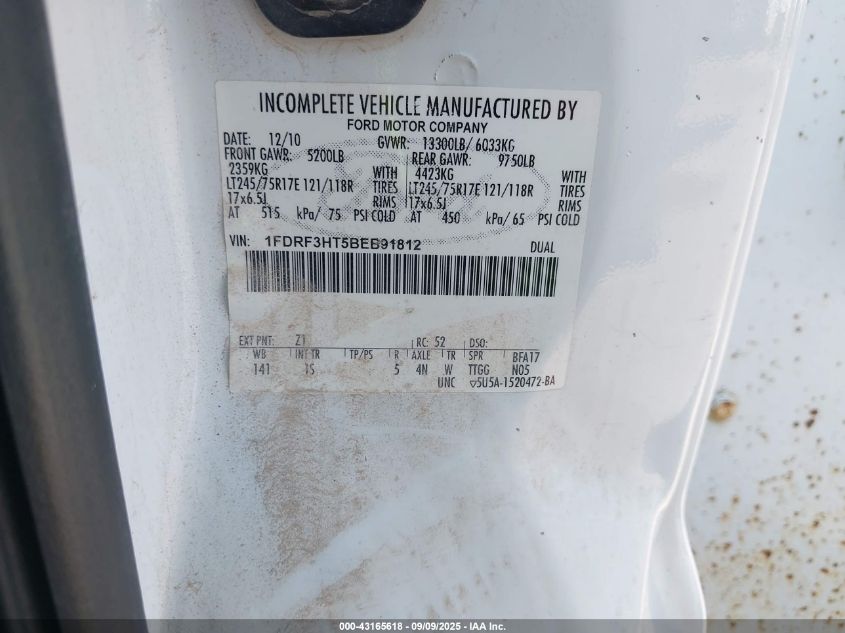 INCOMPLETE VEHICLE MANUFACTURED BY
FORD MOTOR COMPANY
DATE: 12/10 GVWR: 13300LB/ 6033KG
FRONT GAWR: 5200LB REAR GAWR: 9750LB
2359KG WITH 4423KG WITH
LT245/75R17E 121/118R TIRES LT245/75R17E 121/118R TIRES
17x6.5J RIMS 17x6.5J RIMS
AT 515 kPa/ 75 PSI COLD AT 450 kPa/ 65 PSI COLD
VIN: 1FDRF3HT5BEB91812 DUAL
EXT PNT: Z1 RC: 52 DSO:
WB INT TR TP/PS R AXLE TR SPR BFA17
141 1S 5 4N W TTGG N05
UNC 5U5A-1520472-BA
000-43165618 - 09/09/2025 - IAA Inc.